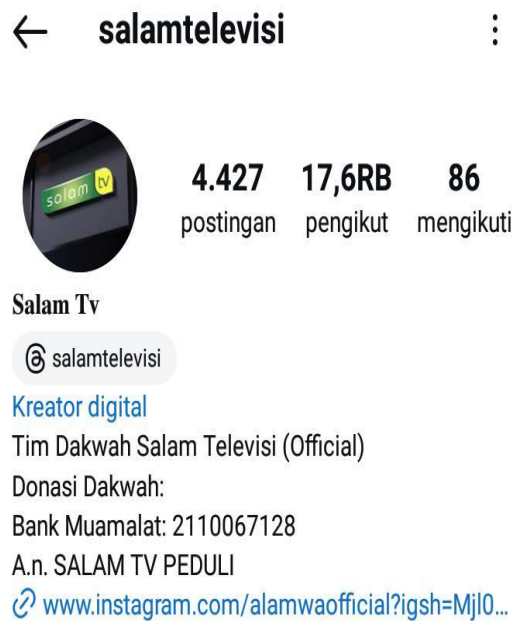 salamtelevisi
salam tv
4.427 17,6RB 86
postingan pengikut mengikuti
Salam Tv
salamtelevisi
Kreator digital
Tim Dakwah Salam Televisi (Official)
Donasi Dakwah:
Bank Muamalat: 2110067128
A.n. SALAM TV PEDULI
www.instagram.com/alamwaofficial?igsh=Mjl0...